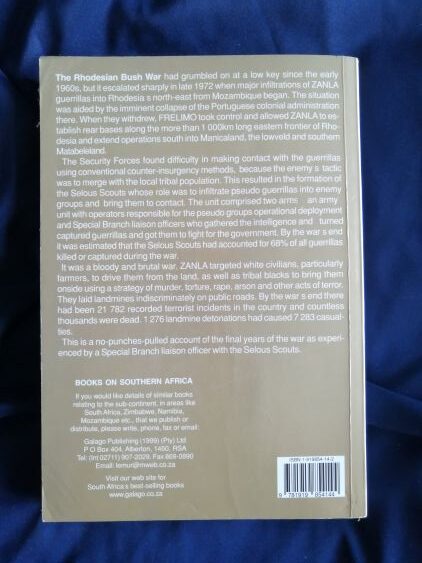 The Rhodesian Bush War had grumbled on at a low key since the early
1960s, but it escalated sharply in late 1972 when major infiltrations of ZANLA
guerrillas into Rhodesia s north-east from Mozambique began. The situation
was aided by the imminent collapse of the Portuguese colonial administration
there. When they withdrew, FRELIMO took control and allowed ZANLA to es-
tablish rear bases along the more than 1 000km long eastern frontier of Rho-
desia and extend operations south into Manicaland, the lowveld and southern
Matabeleland.
The Security Forces found difficulty in making contact with the guerrillas
using conventional counter-insurgency methods, because the enemy s tactic
was to merge with the local tribal population. This resulted in the formation of
the Selous Scouts whose role was to infiltrate pseudo guerrillas into enemy
groups and bring them to contact. The unit comprised two arms an army
unit with operators responsible for the pseudo groups operational deployment
and Special Branch liaison officers who gathered the intelligence and turned
captured guerrillas and got them to fight for the government. By the war s end
it was estimated that the Selous Scouts had accounted for 68% of all guerrillas
killed or captured during the war.
It was a bloody and brutal war. ZANLA targeted white civilians, particularly
farmers, to drive them from the land, as well as tribal blacks to bring them
onside using a strategy of murder, torture, rape, arson and other acts of terror.
They laid landmines indiscriminately on public roads. By the war s end there
had been 21 782 recorded terrorist incidents in the country and countless
thousands were dead. 1 276 landmine detonations had caused 7 283 casual-
ties.
This is a no-punches-pulled account of the final years of the war as experi-
enced by a Special Branch liaison officer with the Selous Scouts.
BOOKS ON SOUTHERN AFRICA
If you would like details of similar books
relating to the sub-continent, in areas like
South Africa, Zimbabwe, Namibia,
Mozambique etc., that we publish or
distribute, please write, phone, fax or email:
Galago Publishing (1999) (Pty) Ltd
P O Box 404, Alberton, 1450, RSA
Tel: (Int 02711) 907-2029. Fax 869-0890
Email: lemur@mweb.co.za
Visit our web site for
South Africa's best-selling books
www.galago.co.za
ISBN 1-919854-14-2
9 781919 854144